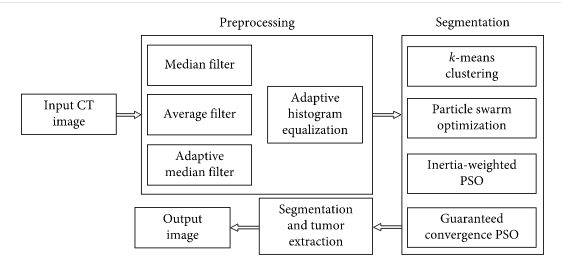 Preprocessing
Segmentation
Input CT
image
Median filter
Average filter
Adaptive
median filter
Adaptive
histogram
equalization
k-means
clustering
Particle swarm
optimization
Inertia-weighted
PSO
Guaranteed
convergence PSO
Segmentation
and tumor
extraction
Output
image